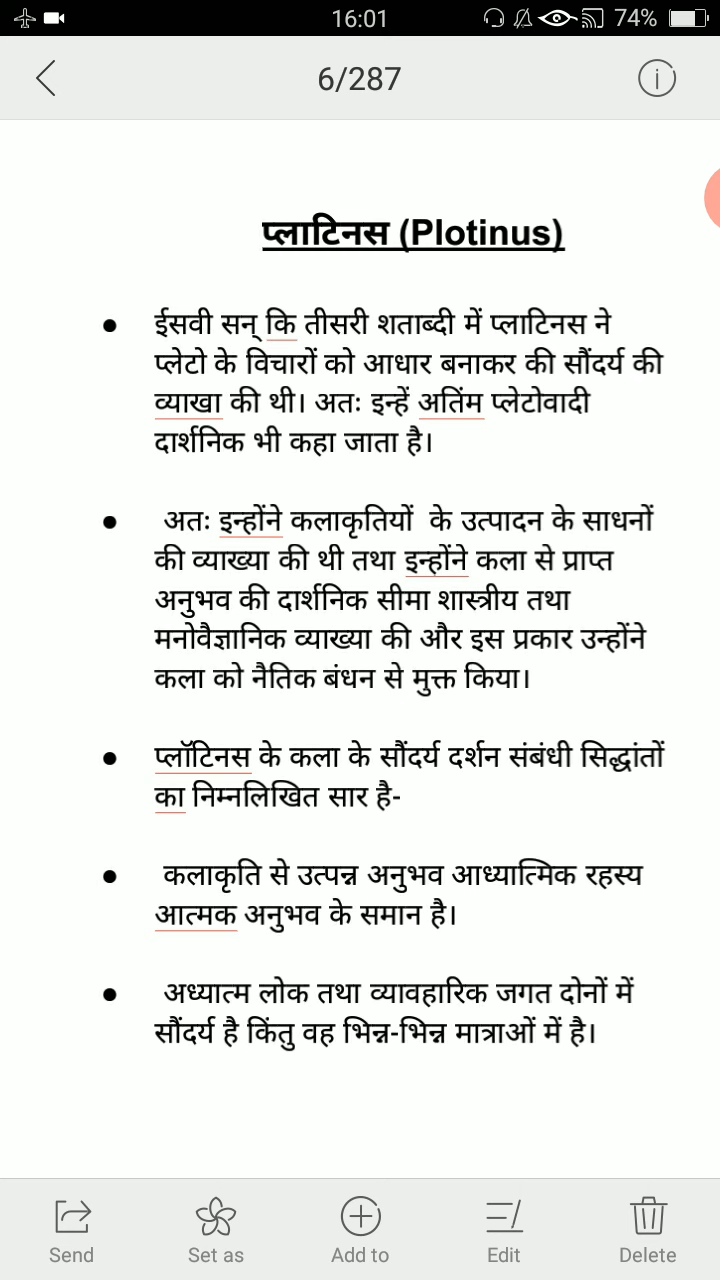 16:01
74%
6/287
प्लाटिनस (Plotinus)
● ईसवी सन् कि तीसरी शताब्दी में प्लाटिनस ने
प्लेटो के विचारों को आधार बनाकर की सौंदर्य की
व्याखा की थी। अतः इन्हें अतिंम प्लेटोवादी
दार्शनिक भी कहा जाता है।
● अतः इन्होंने कलाकृतियों के उत्पादन के साधनों
की व्याख्या की थी तथा इन्होंने कला से प्राप्त
अनुभव की दार्शनिक सीमा शास्त्रीय तथा
मनोवैज्ञानिक व्याख्या की और इस प्रकार उन्होंने
कला को नैतिक बंधन से मुक्त किया।
● प्लॉटिनस के कला के सौंदर्य दर्शन संबंधी सिद्धांतों
का निम्नलिखित सार है-
● कलाकृति से उत्पन्न अनुभव आध्यात्मिक रहस्य
आत्मक अनुभव के समान है।
● अध्यात्म लोक तथा व्यावहारिक जगत दोनों में
सौंदर्य है किंतु वह भिन्न-भिन्न मात्राओं में है।
Send Set as Add to Edit Delete